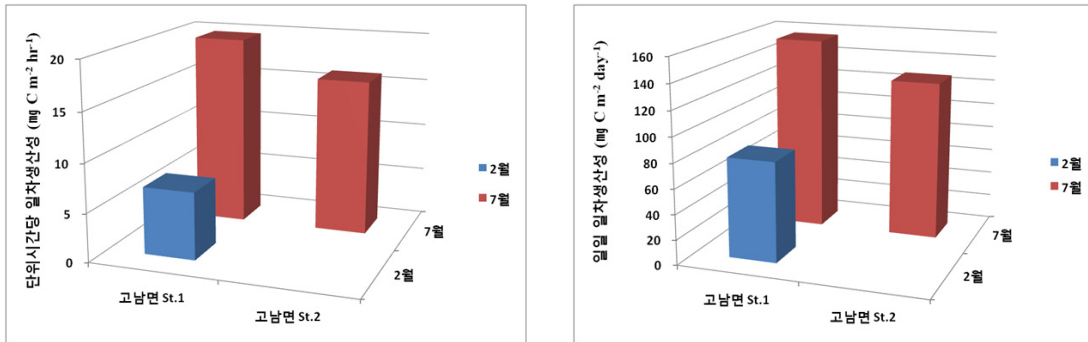 단위시간당 일차생산성 (㎎ C m⁻² hr⁻¹)
20
15
10
5
0
고남면 St.1
고남면 St.2
2월
7월
2월
7월
일일 일차생산성 (㎎ C m⁻² day⁻¹)
160
140
120
100
80
60
40
20
0
고남면 St.1
고남면 St.2
2월
7월
2월
7월